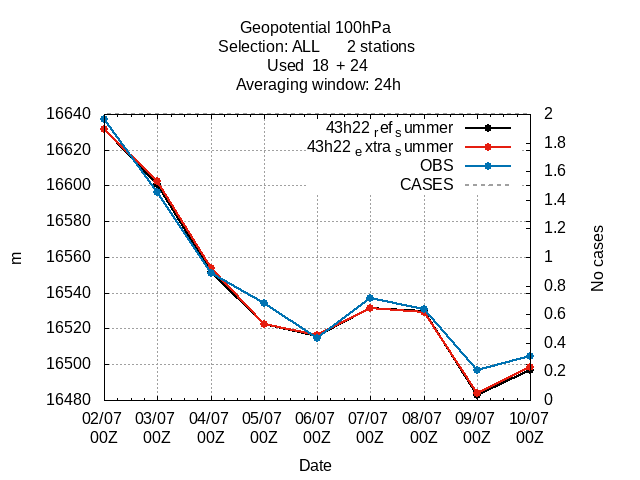 Geopotential 100hPa
Selection: ALL 2 stations
Used 18 + 24
Averaging window: 24h
43h22 ref summer
43h22 extra summer
OBS
CASES
16640
16620
16600
16580
16560
16540
16520
16500
16480
m
2
1.8
1.6
1.4
1.2
1
0.8
0.6
0.4
0.2
0
No cases
02/07 03/07 04/07 05/07 06/07 07/07 08/07 09/07 10/07
00Z 00Z 00Z 00Z 00Z 00Z 00Z 00Z 00Z
Date